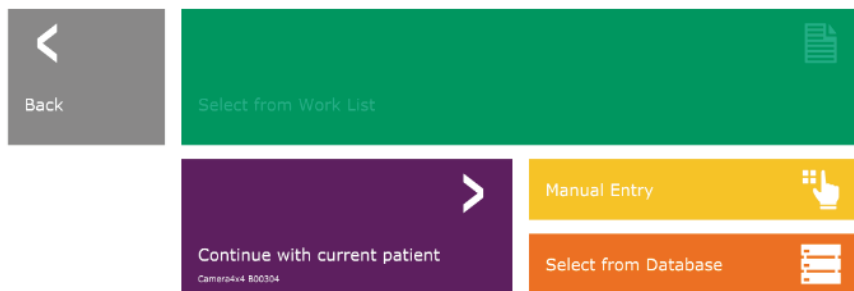 Back
Select from Work List
Continue with current patient
Camera4x4 B00304
Manual Entry
Select from Database